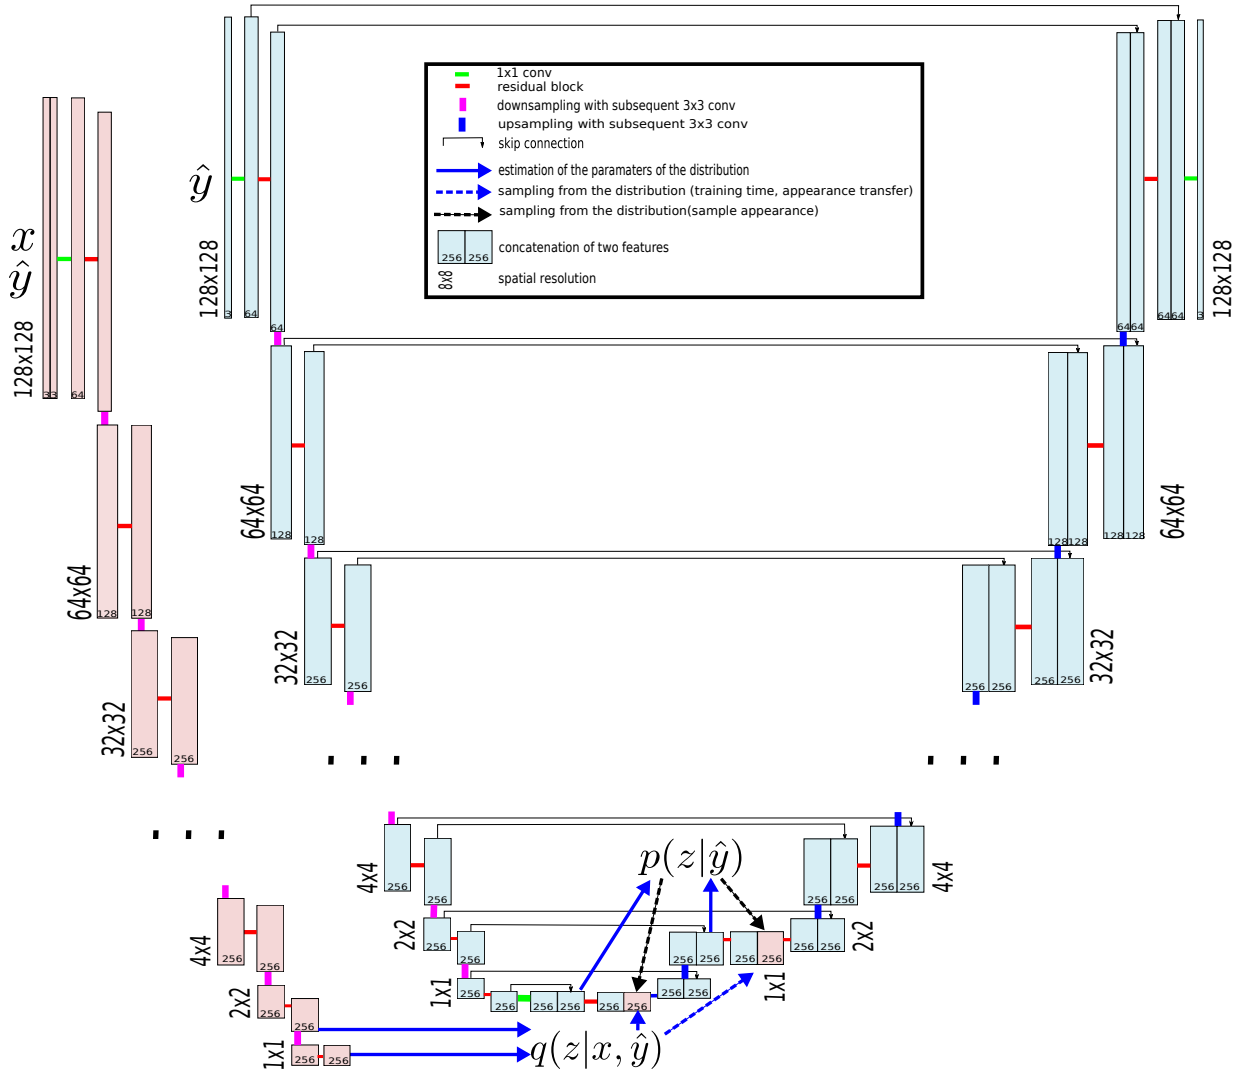 1x1 conv
residual block
downsampling with subsequent 3x3 conv
upsampling with subsequent 3x3 conv
skip connection
estimation of the paramaters of the distribution
sampling from the distribution (training time, appearance transfer)
sampling from the distribution(sample appearance)
256 256 concatenation of two features
8x8 spatial resolution
x
ŷ
128x128
33
64
64x64
128
128
32x32
256
256
4x4
256
256
2x2
256
256
1x1
256
256
ŷ
128x128
3
64
64
64x64
128
128
32x32
256
256
4x4
256
256
2x2
256
256
1x1
256
256
256 256
256 256
256 256
256 256
256 256
1x1
256 256
2x2
256 256
256 256
4x4
256 256
256 256
32x32
128 128
128 128
64x64
64 64
64 64
3
128x128
p(z|ŷ)
q(z|x, ŷ)